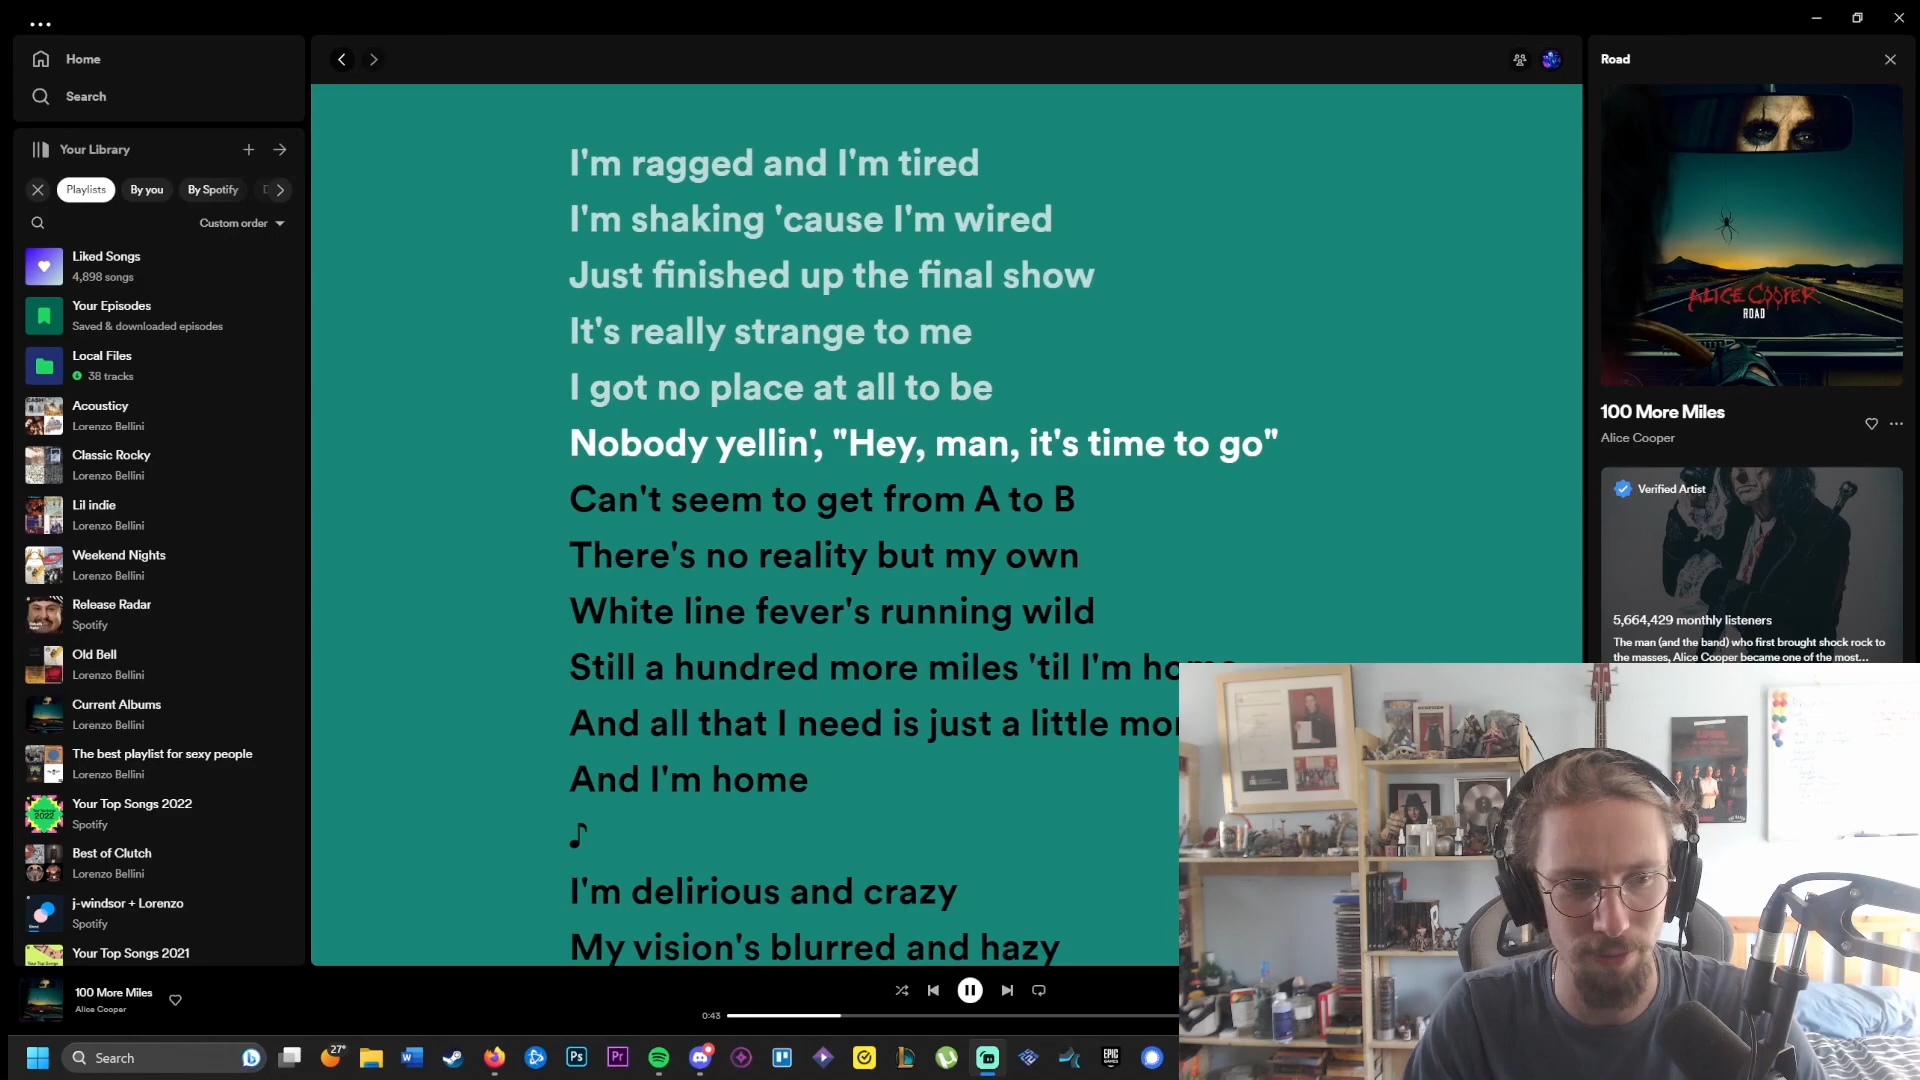 Home
Search
Your Library
Playlists
By you
By Spotify
Custom order
Liked Songs
4,898 songs
Your Episodes
Saved & downloaded episodes
Local Files
38 tracks
Acousticy
Lorenzo Bellini
Classic Rocky
Lorenzo Bellini
Lil indie
Lorenzo Bellini
Weekend Nights
Lorenzo Bellini
Release Radar
Spotify
Old Bell
Lorenzo Bellini
Current Albums
Lorenzo Bellini
The best playlist for sexy people
Lorenzo Bellini
Your Top Songs 2022
Spotify
Best of Clutch
Lorenzo Bellini
j-windsor + Lorenzo
Spotify
Your Top Songs 2021
100 More Miles
Alice Cooper
I'm ragged and I'm tired
I'm shaking 'cause I'm wired
Just finished up the final show
It's really strange to me
I got no place at all to be
Nobody yellin', "Hey, man, it's time to go"
Can't seem to get from A to B
There's no reality but my own
White line fever's running wild
Still a hundred more miles 'til I'm home
And all that I need is just a little
And I'm home
♪
I'm delirious and crazy
My vision's blurred and hazy
0:43
Road
ALICE COOPER
ROAD
100 More Miles
Alice Cooper
Verified Artist
5,664,429 monthly listeners
The man (and the band) who first brought shock rock to
the masses, Alice Cooper became one of the most...
Search
27°
Ps
Pr
EPIC
GAMES